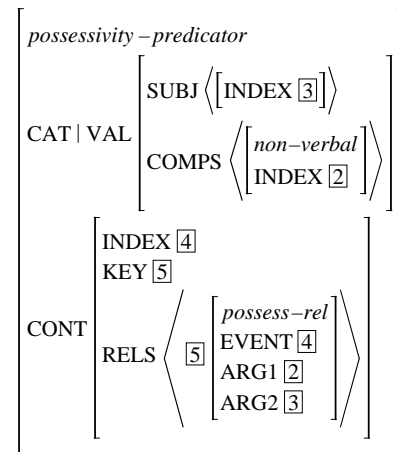 possessivity–predicator
SUBJ ⟨[INDEX 3]⟩
CAT | VAL
COMPS ⟨[non–verbal
INDEX 2]⟩
INDEX 4
KEY 5
CONT
possess–rel
RELS ⟨5 EVENT 4
ARG1 2
ARG2 3⟩